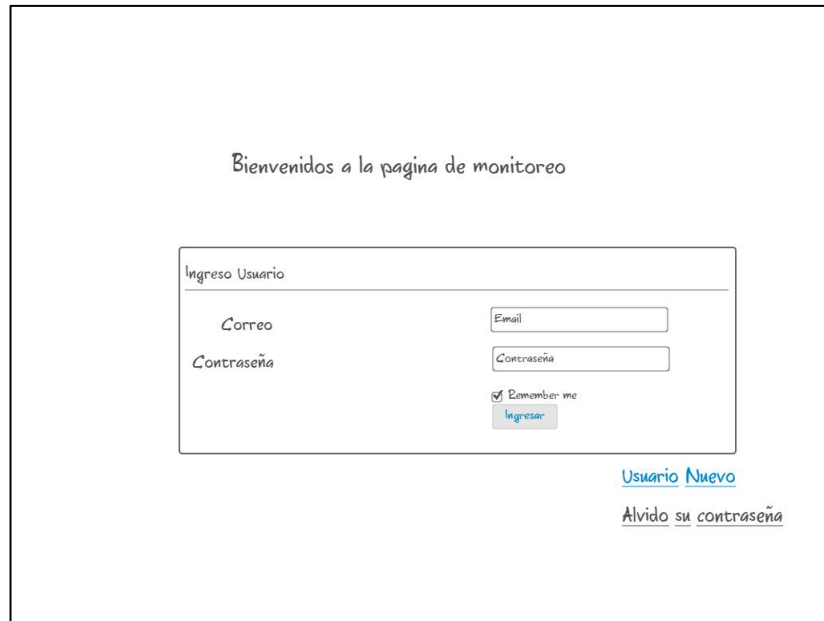 Bienvenidos a la pagina de monitoreo
Ingreso Usuario
Correo
Email
Contraseña
Contraseña
Remember me
Ingresar
Usuario Nuevo
Alvido su contraseña